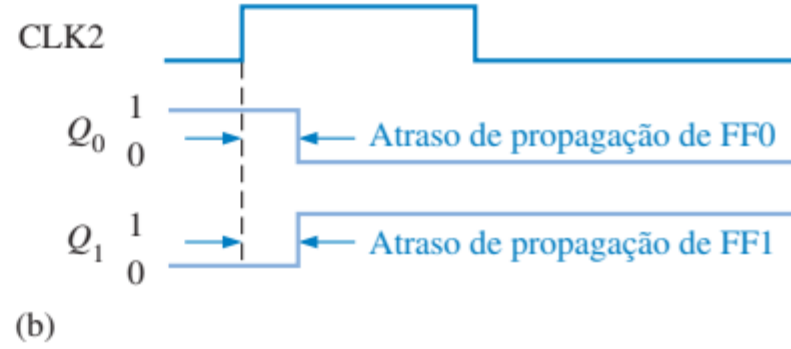 CLK2
1
Q0 Atraso de propagação de FF0
0
1
Q1 Atraso de propagação de FF1
0
(b)